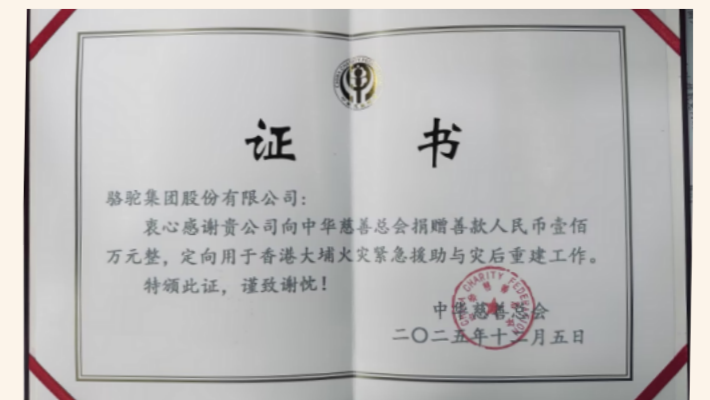 证 书
骆驼集团股份有限公司：
衷心感谢贵公司向中华慈善总会捐赠善款人民币壹佰
万元整，定向用于香港大埔火灾紧急援助与灾后重建工作。
特颁此证，谨致谢忱！
中华慈善总会
CHINA CHARITY FEDERATION
二〇二五年十二月五日